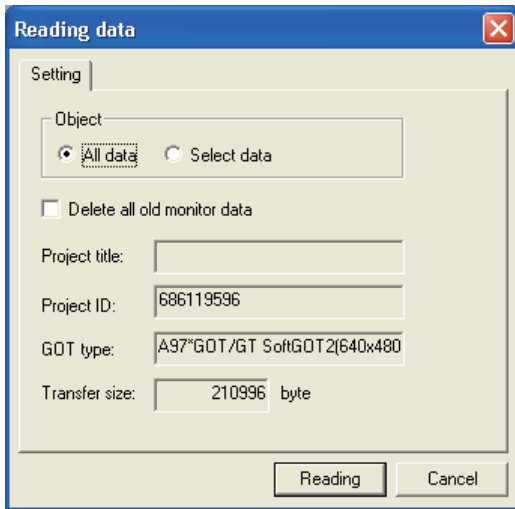 Reading data
Setting
Object
All data Select data
Delete all old monitor data
Project title:
Project ID: 686119596
GOT type: A97*GOT/GT SoftGOT2(640x480
Transfer size: 210996 byte
Reading Cancel